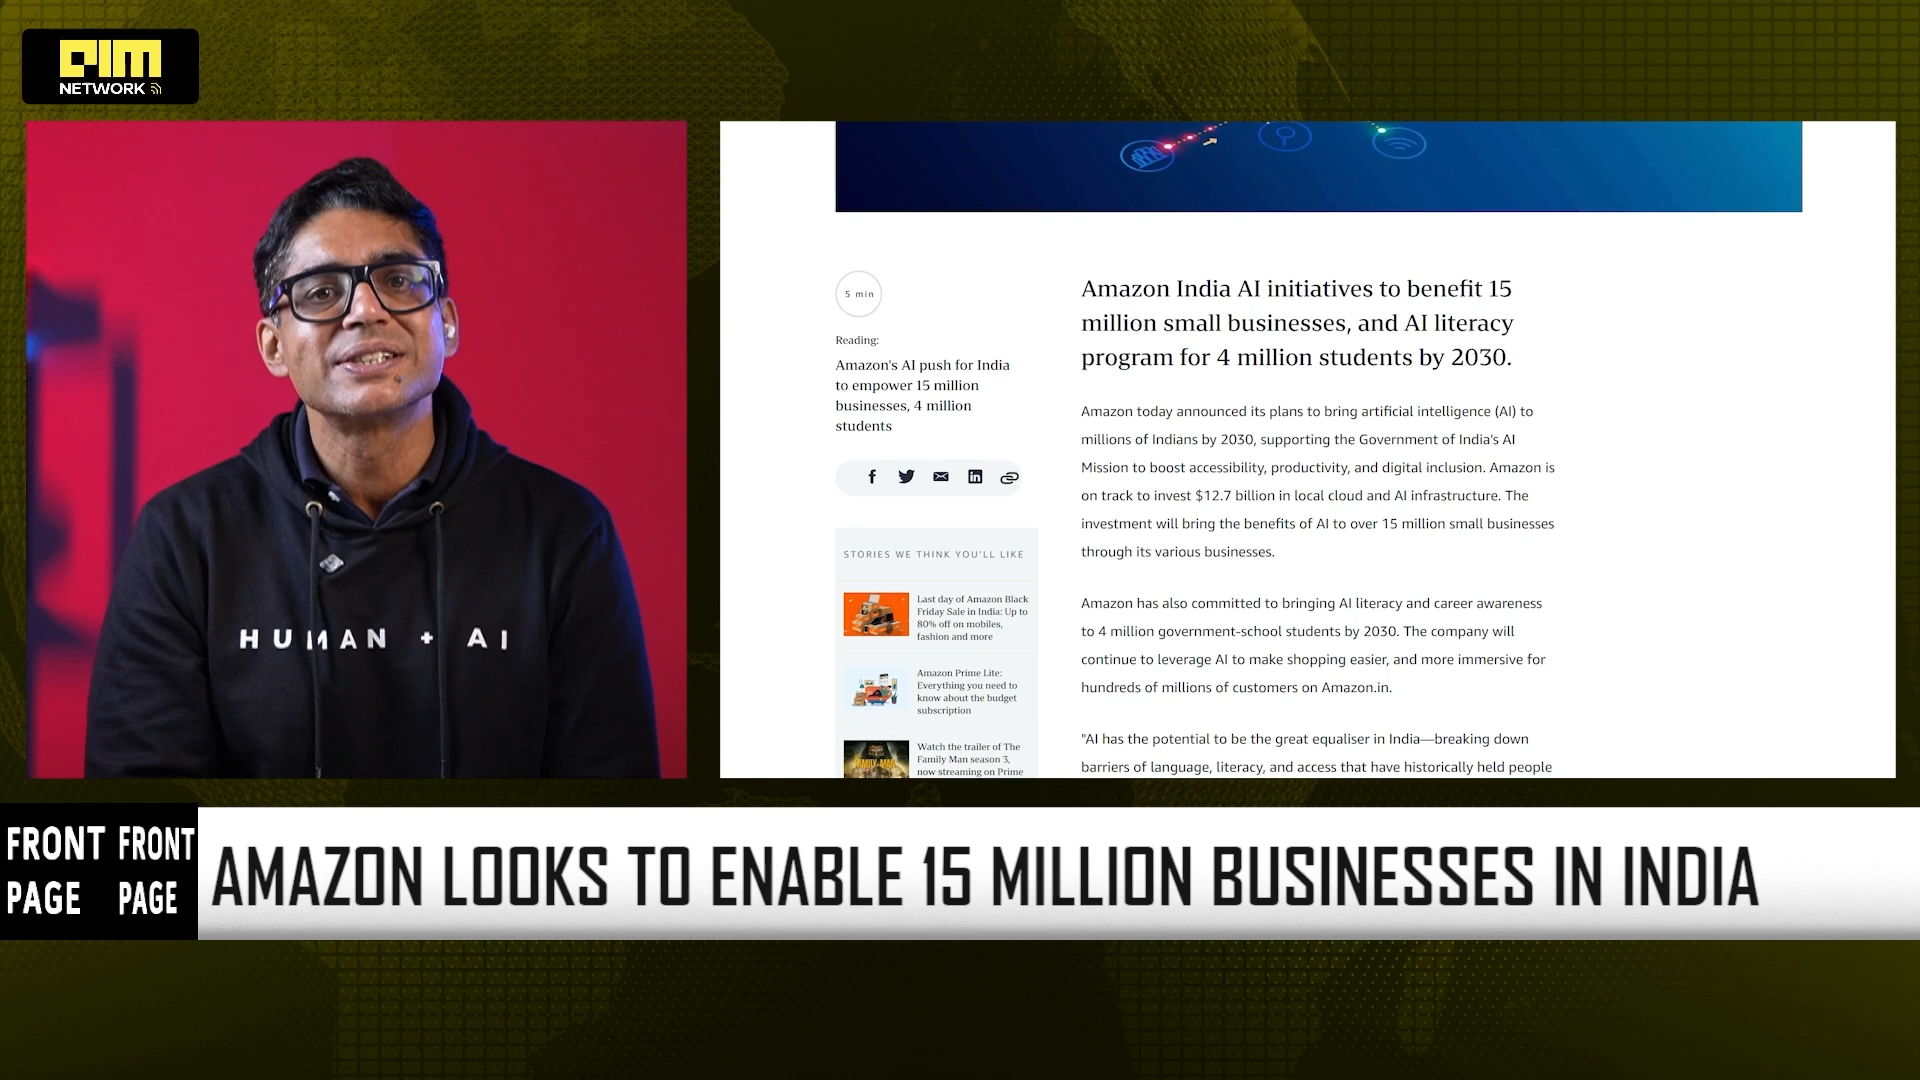 AIM
NETWORK
HUMAN + AI
5 min
Reading:
Amazon's AI push for India
to empower 15 million
businesses, 4 million
students
STORIES WE THINK YOU'LL LIKE
Last day of Amazon Black
Friday Sale in India: Up to
80% off on mobiles,
fashion and more
Amazon Prime Lite:
Everything you need to
know about the budget
subscription
FAMILY MAN
Watch the trailer of The
Family Man season 3,
now streaming on Prime
Amazon India AI initiatives to benefit 15
million small businesses, and AI literacy
program for 4 million students by 2030.
Amazon today announced its plans to bring artificial intelligence (AI) to
millions of Indians by 2030, supporting the Government of India's AI
Mission to boost accessibility, productivity, and digital inclusion. Amazon is
on track to invest $12.7 billion in local cloud and AI infrastructure. The
investment will bring the benefits of AI to over 15 million small businesses
through its various businesses.
Amazon has also committed to bringing AI literacy and career awareness
to 4 million government-school students by 2030. The company will
continue to leverage AI to make shopping easier, and more immersive for
hundreds of millions of customers on Amazon.in.
"AI has the potential to be the great equaliser in India—breaking down
barriers of language, literacy, and access that have historically held people
FRONT FRONT
PAGE PAGE
AMAZON LOOKS TO ENABLE 15 MILLION BUSINESSES IN INDIA